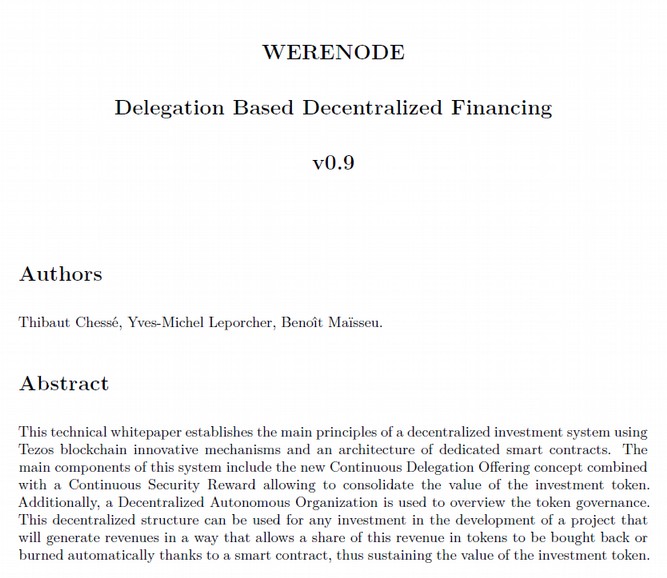 WERENODE
Delegation Based Decentralized Financing
v0.9
Authors
Thibaut Chessé, Yves-Michel Leporcher, Benoît Maïsseu.
Abstract
This technical whitepaper establishes the main principles of a decentralized investment system using
Tezos blockchain innovative mechanisms and an architecture of dedicated smart contracts. The
main components of this system include the new Continuous Delegation Offering concept combined
with a Continuous Security Reward allowing to consolidate the value of the investment token.
Additionally, a Decentralized Autonomous Organization is used to overview the token governance.
This decentralized structure can be used for any investment in the development of a project that
will generate revenues in a way that allows a share of this revenue in tokens to be bought back or
burned automatically thanks to a smart contract, thus sustaining the value of the investment token.